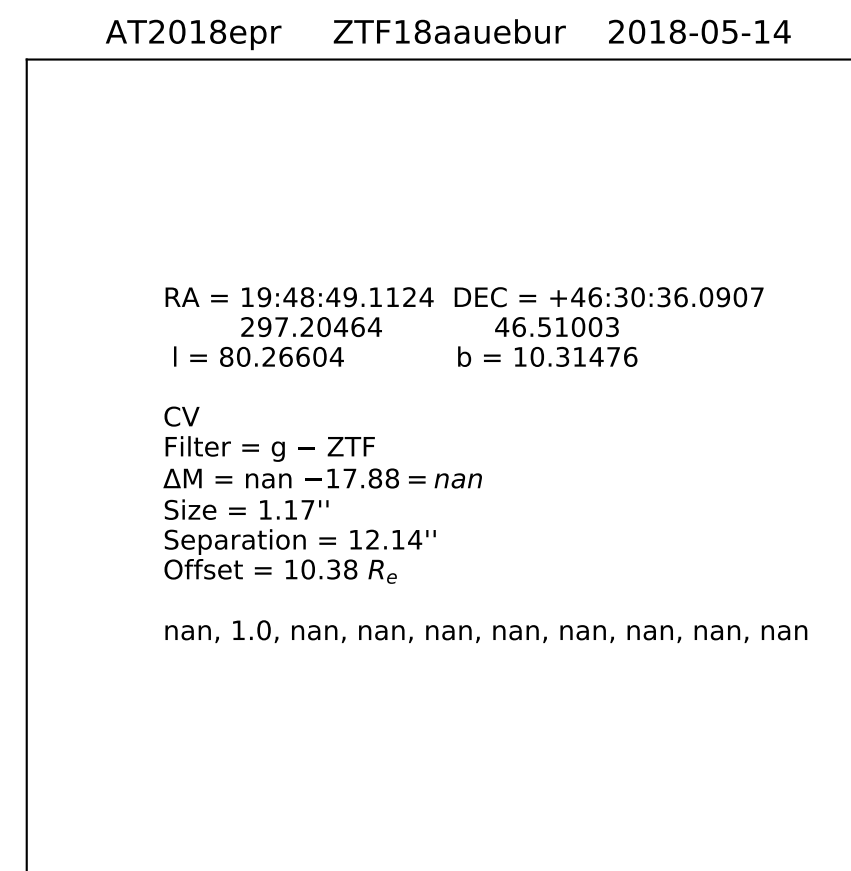 AT2018epr ZTF18aauebur 2018-05-14
RA = 19:48:49.1124 DEC = +46:30:36.0907
297.20464 46.51003
l = 80.26604 b = 10.31476
CV
Filter = g − ZTF
ΔM = nan −17.88 = nan
Size = 1.17''
Separation = 12.14''
Offset = 10.38 Re
nan, 1.0, nan, nan, nan, nan, nan, nan, nan, nan